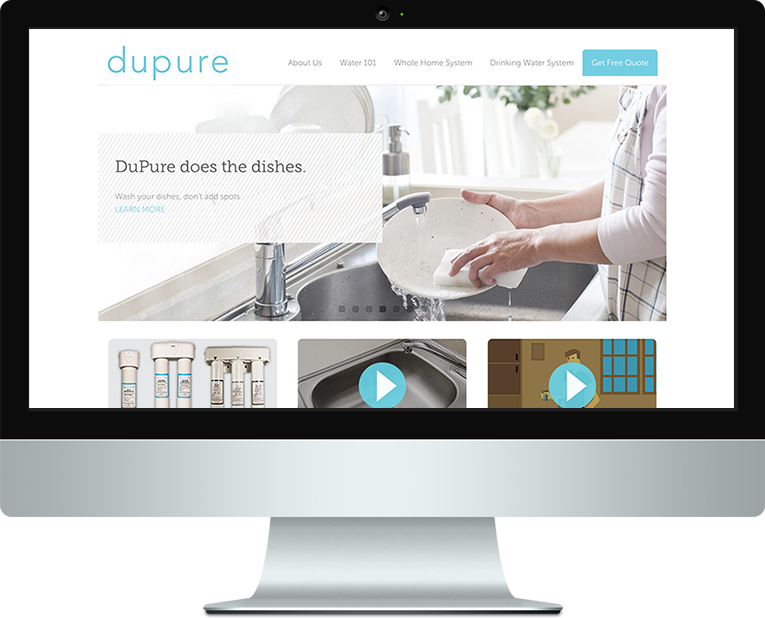 dupure
About Us
Water 101
Whole Home System
Drinking Water System
Get Free Quote
DuPure does the dishes.
Wash your dishes, don't add spots.
LEARN MORE